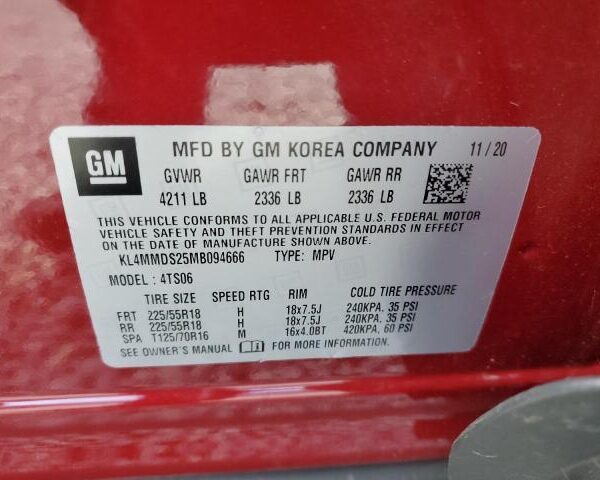 GM MFD BY GM KOREA COMPANY 11/20
GVWR GAWR FRT GAWR RR
4211 LB 2336 LB 2336 LB
THIS VEHICLE CONFORMS TO ALL APPLICABLE U.S. FEDERAL MOTOR
VEHICLE SAFETY AND THEFT PREVENTION STANDARDS IN EFFECT
ON THE DATE OF MANUFACTURE SHOWN ABOVE.
KL4MMDS25MB094666 TYPE: MPV
MODEL: 4TS06
TIRE SIZE SPEED RTG RIM COLD TIRE PRESSURE
FRT 225/55R18 H 18x7.5J 240KPA, 35 PSI
RR 225/55R18 H 18x7.5J 240KPA, 35 PSI
SPA T125/70R16 M 16x4.0BT 420KPA, 60 PSI
SEE OWNER'S MANUAL FOR MORE INFORMATION.